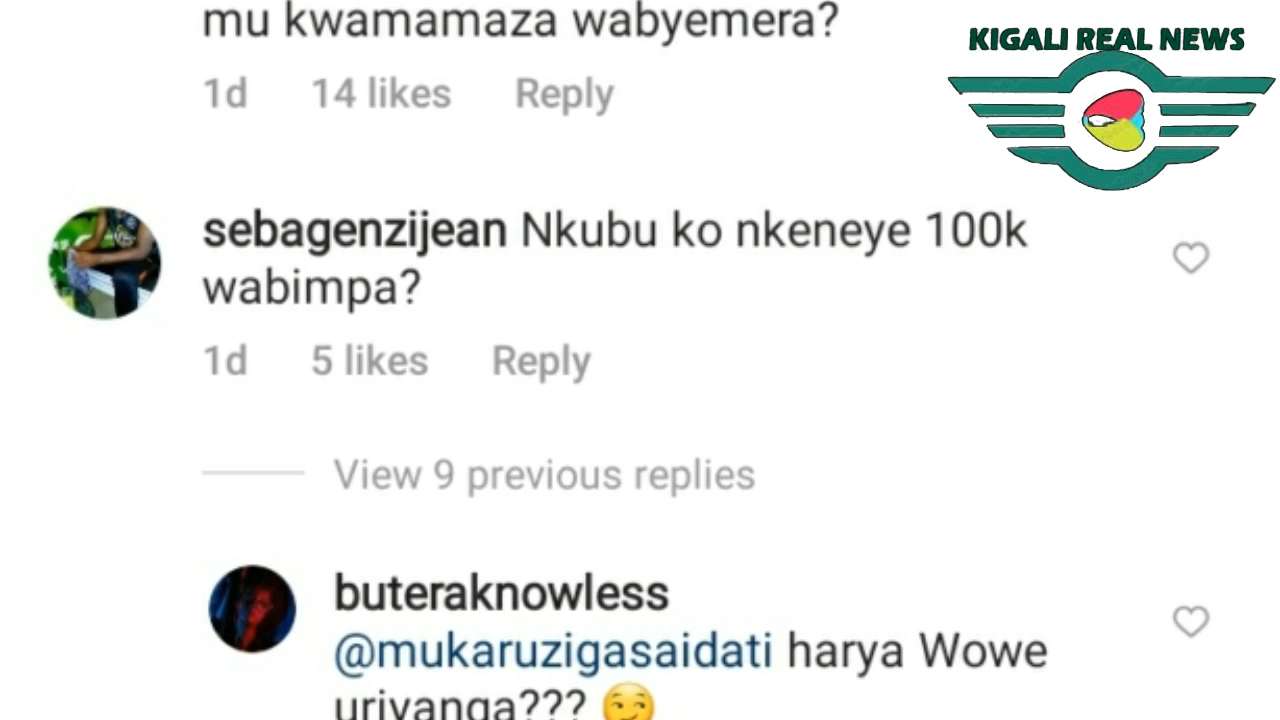 mu kwamamaza wabyemera?
KIGALI REAL NEWS
1d 14 likes Reply
sebagenzijean Nkubu ko nkeneye 100k
wabimpa?
1d 5 likes Reply
View 9 previous replies
buteraknowless
@mukaruzigasaidati harya Wowe
uriyanga??? 😏